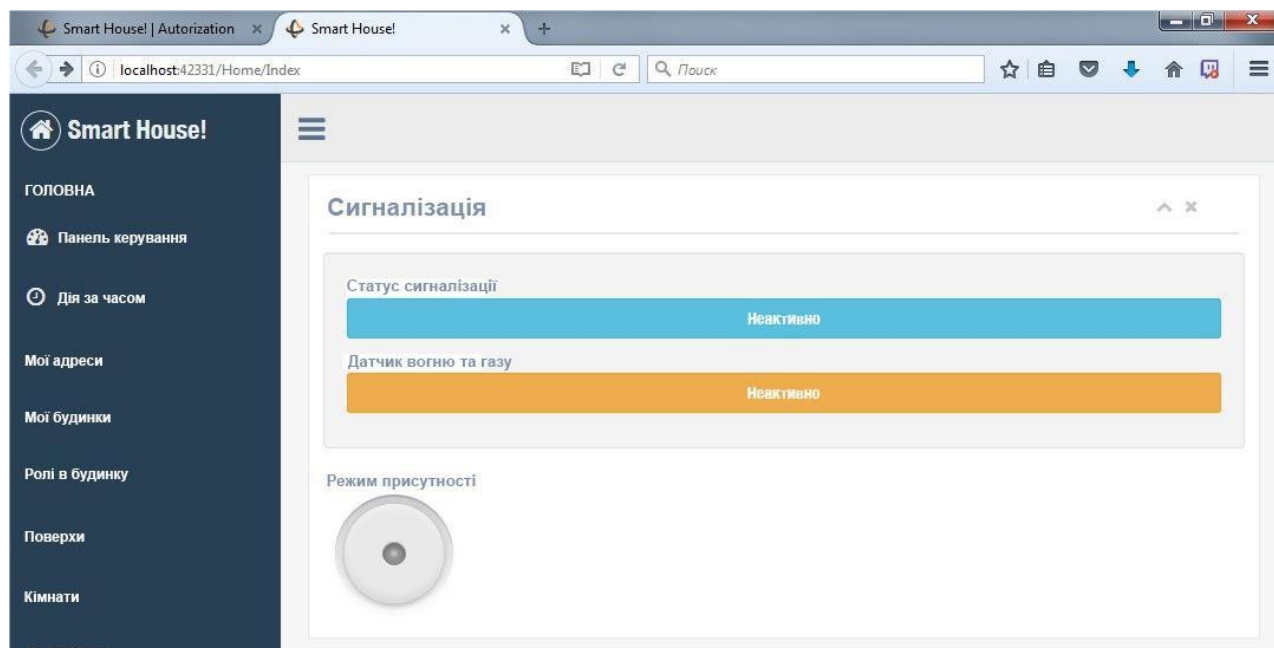 Smart House! | Autorization
Smart House!
localhost:42331/Home/Index
Поиск
Smart House!
ГОЛОВНА
Панель керування
Дія за часом
Мої адреси
Мої будинки
Ролі в будинку
Поверхи
Кімнати
Сигналізація
Статус сигналізації
Неактивно
Датчик вогню та газу
Неактивно
Режим присутності